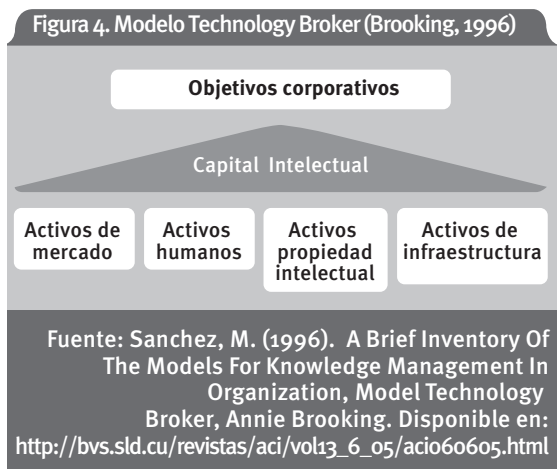 Figura 4. Modelo Technology Broker (Brooking, 1996)
Objetivos corporativos
Capital Intelectual
Activos de
mercado
Activos
humanos
Activos
propiedad
intelectual
Activos de
infraestructura
Fuente: Sanchez, M. (1996). A Brief Inventory Of
The Models For Knowledge Management In
Organization, Model Technology
Broker, Annie Brooking. Disponible en:
http://bvs.sld.cu/revistas/aci/vol13_6_05/aci060605.html